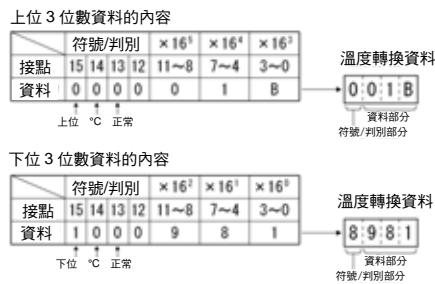 上位 3 位數資料的內容
符號/判別 ×16⁵ ×16⁴ ×16³
接點 15 14 13 12 11～8 7～4 3～0
資料 0 0 0 0 0 1 B
上位 ℃ 正常
溫度轉換資料
0 0 1 B
資料部分
符號/判別部分
下位 3 位數資料的內容
符號/判別 ×16² ×16¹ ×16⁰
接點 15 14 13 12 11～8 7～4 3～0
資料 1 0 0 0 9 8 1
下位 ℃ 正常
溫度轉換資料
8 9 8 1
資料部分
符號/判別部分